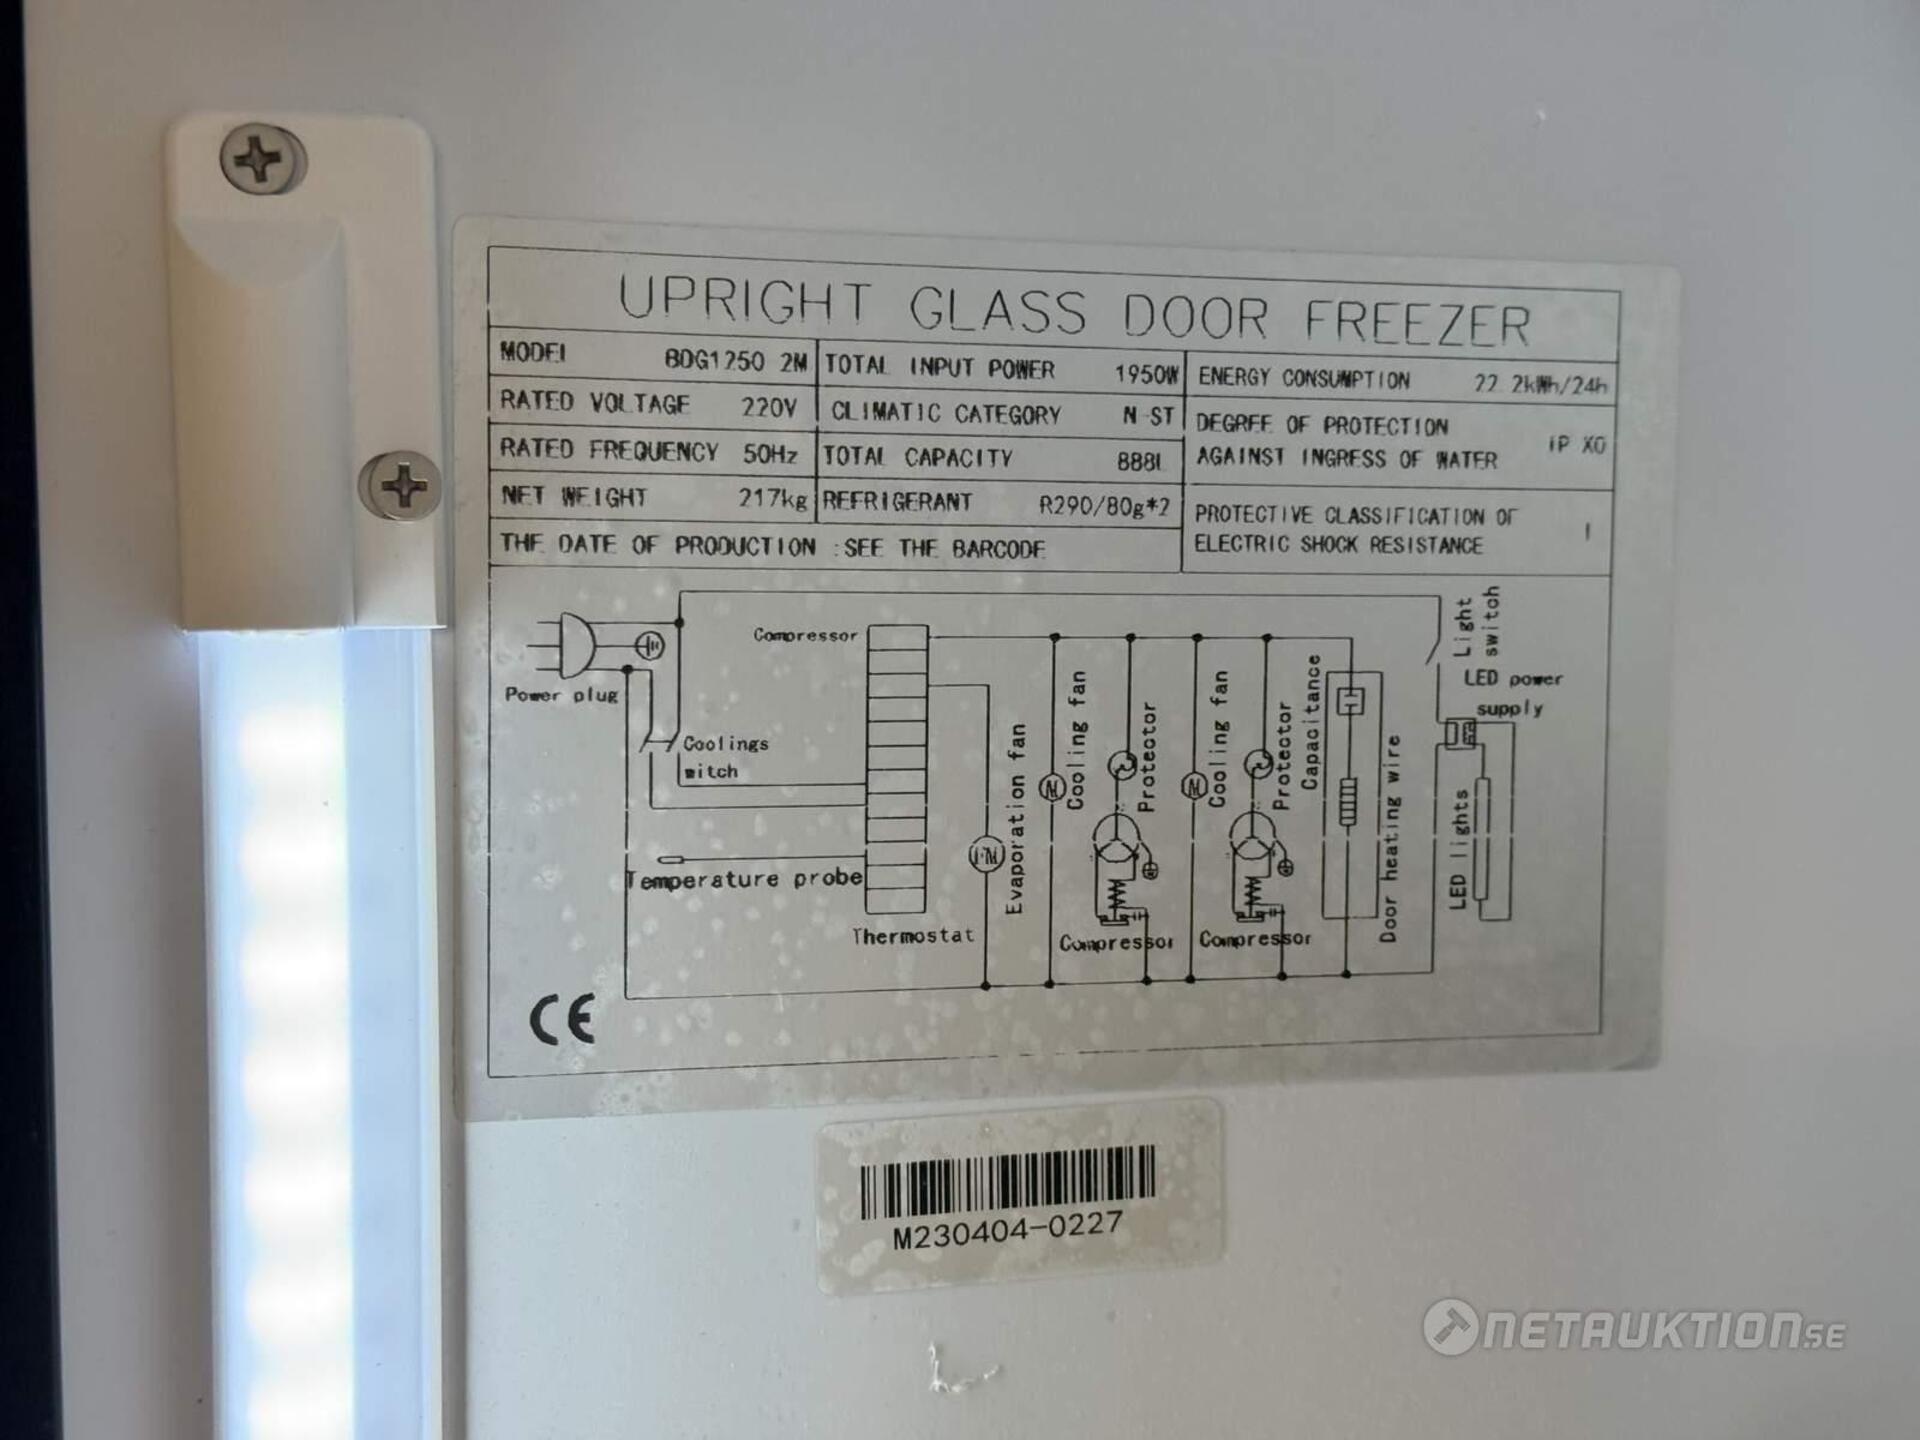 UPRIGHT GLASS DOOR FREEZER
MODEL BDG1250 2M
TOTAL INPUT POWER 1950W
ENERGY CONSUMPTION 22.2kWh/24h
RATED VOLTAGE 220V
CLIMATIC CATEGORY N-ST
DEGREE OF PROTECTION
AGAINST INGRESS OF WATER IP X0
RATED FREQUENCY 50Hz
TOTAL CAPACITY 888L
NET WEIGHT 217kg
REFRIGERANT R290/80g*2
PROTECTIVE CLASSIFICATION OF
ELECTRIC SHOCK RESISTANCE I
THE DATE OF PRODUCTION :SEE THE BARCODE
Power plug
Coolings
witch
Temperature probe
Compressor
Thermostat
Evaporation fan
Cooling fan
Protector
Compressor
Cooling fan
Protector
Compressor
Capacitance
Door heating wire
Light
switch
LED power
supply
LED lights
CE
M230404-0227
NETAUKTION.SE